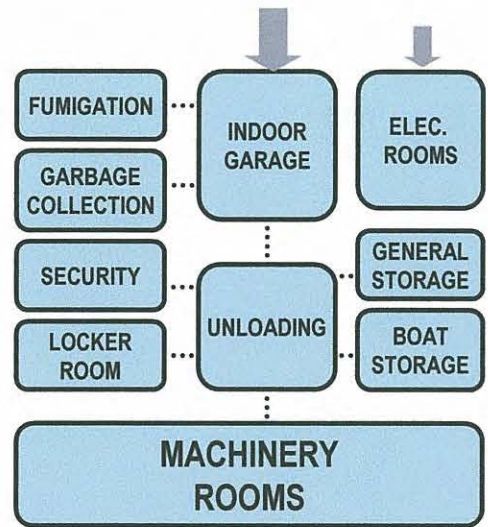 FUMIGATION
INDOOR
GARAGE
ELEC.
ROOMS
GARBAGE
COLLECTION
SECURITY
UNLOADING
GENERAL
STORAGE
LOCKER
ROOM
BOAT
STORAGE
MACHINERY
ROOMS